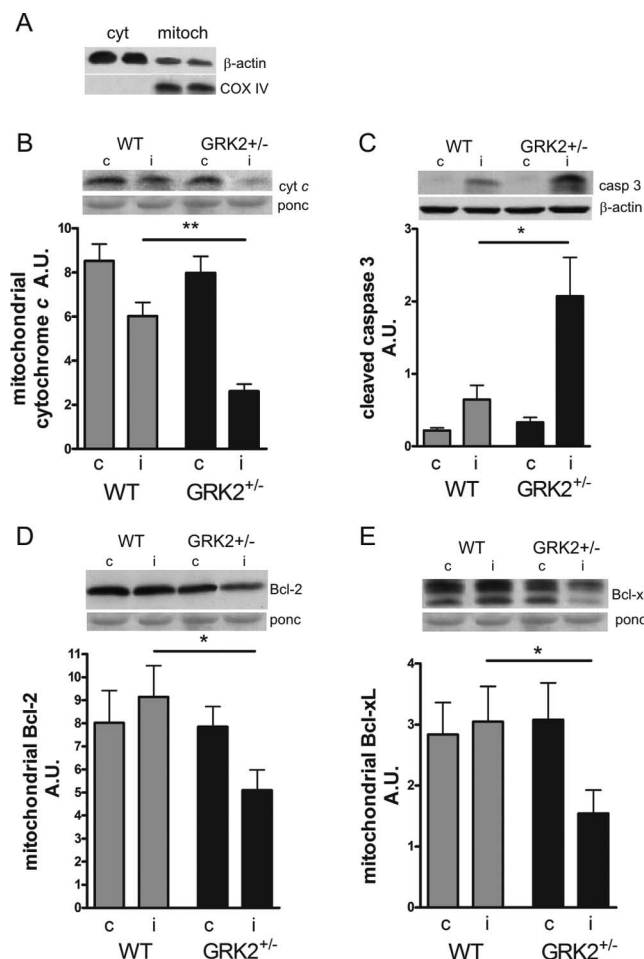 A
cyt mitoch
β-actin
COX IV
B
WT GRK2+/-
c i c i
cyt c
ponc
**
mitochondrial
cytochrome c A.U.
8
6
4
2
0
c i c i
WT GRK2+/-
C
WT GRK2+/-
c i c i
casp 3
β-actin
*
cleaved caspase 3
A.U.
3
2
1
0
c i c i
WT GRK2+/-
D
WT GRK2+/-
c i c i
Bcl-2
ponc
*
mitochondrial Bcl-2
A.U.
9
8
7
6
5
4
3
2
1
0
c i c i
WT GRK2+/-
E
WT GRK2+/-
c i c i
Bcl-x
ponc
*
mitochondrial Bcl-xL
A.U.
4
3
2
1
0
c i c i
WT GRK2+/-